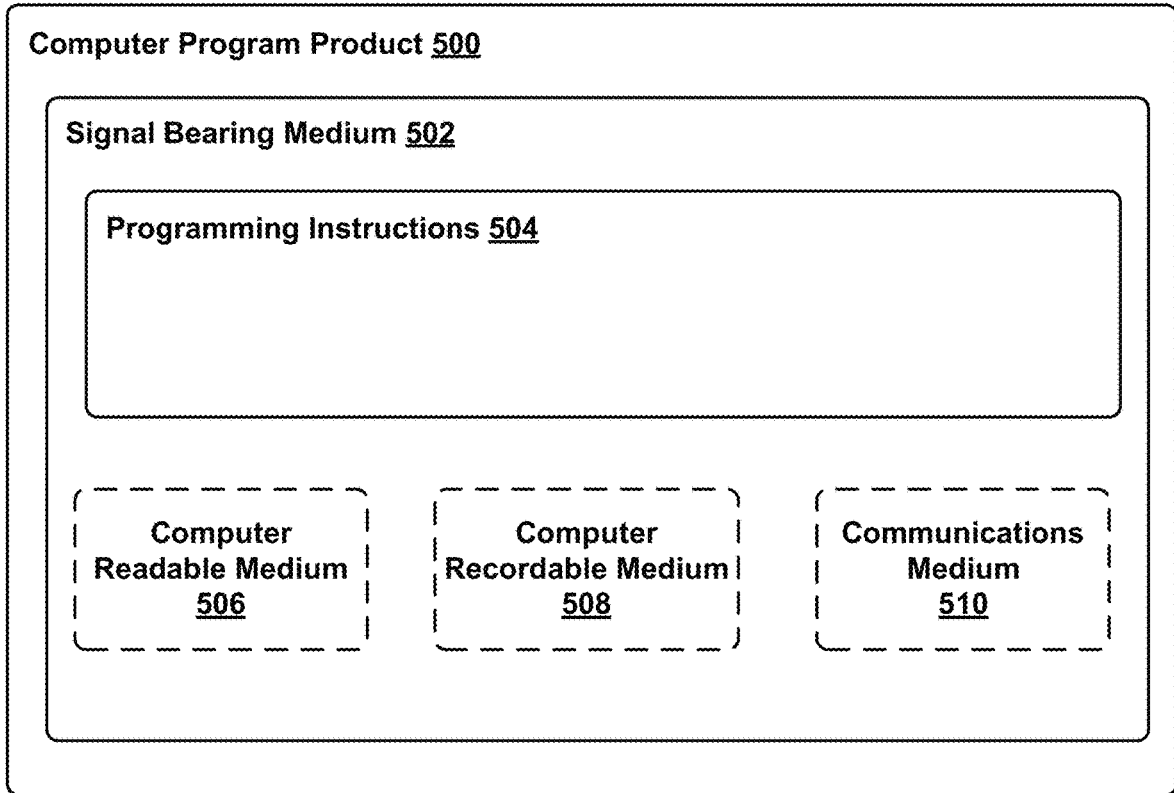 Computer Program Product 500
Signal Bearing Medium 502
Programming Instructions 504
Computer
Readable Medium
506
Computer
Recordable Medium
508
Communications
Medium
510